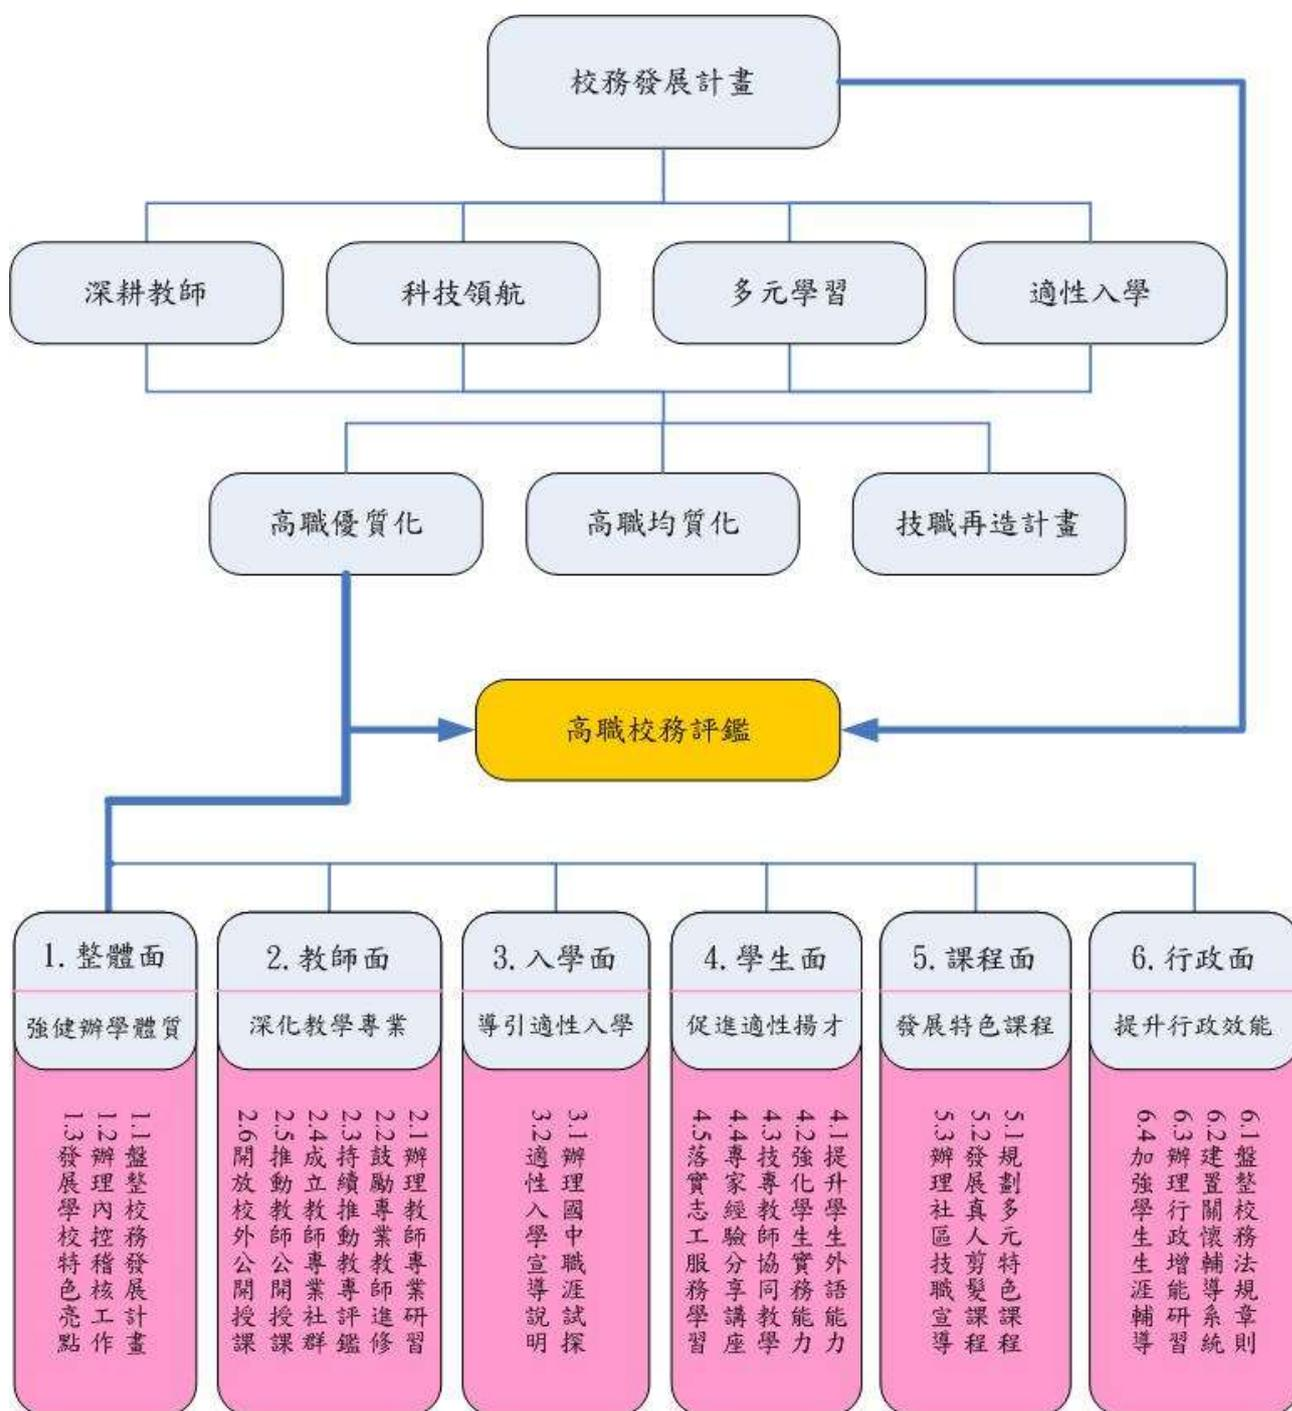 校務發展計畫
深耕教師
科技領航
多元學習
適性入學
高職優質化
高職均質化
技職再造計畫
高職校務評鑑
1. 整體面
強健辦學體質
1.1盤整校務發展計畫
1.2辦理內控稽核工作
1.3發展學校特色亮點
2. 教師面
深化教學專業
2.1辦理教師專業研習
2.2鼓勵專業教師進修
2.3持續推動教專評鑑
2.4成立教師專業社群
2.5推動教師公開授課
2.6開放校外公開授課
3. 入學面
導引適性入學
3.1辦理國中職涯試探
3.2適性入學宣導說明
4. 學生面
促進適性揚才
4.1提升學生外語能力
4.2強化學生實務能力
4.3技專教師協同教學
4.4專家經驗分享講座
4.5落實志工服務學習
5. 課程面
發展特色課程
5.1規劃多元特色課程
5.2發展真人剪髮課程
5.3辦理社區技職宣導
6. 行政面
提升行政效能
6.1盤整校務法規章則
6.2建置關懷輔導系統
6.3辦理行政增能研習
6.4加強學生生涯輔導